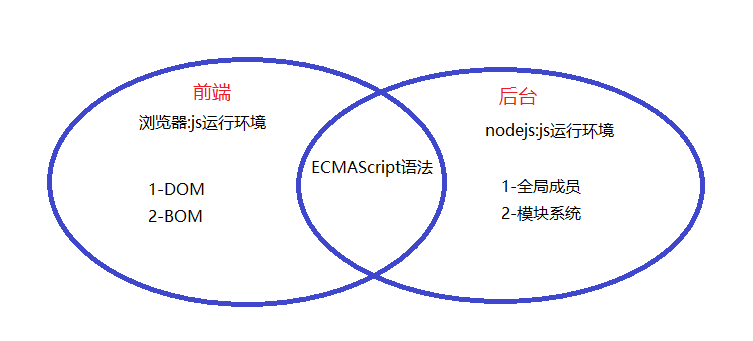 前端
浏览器:js运行环境
1-DOM
2-BOM
ECMAScript语法
后台
nodejs:js运行环境
1-全局成员
2-模块系统